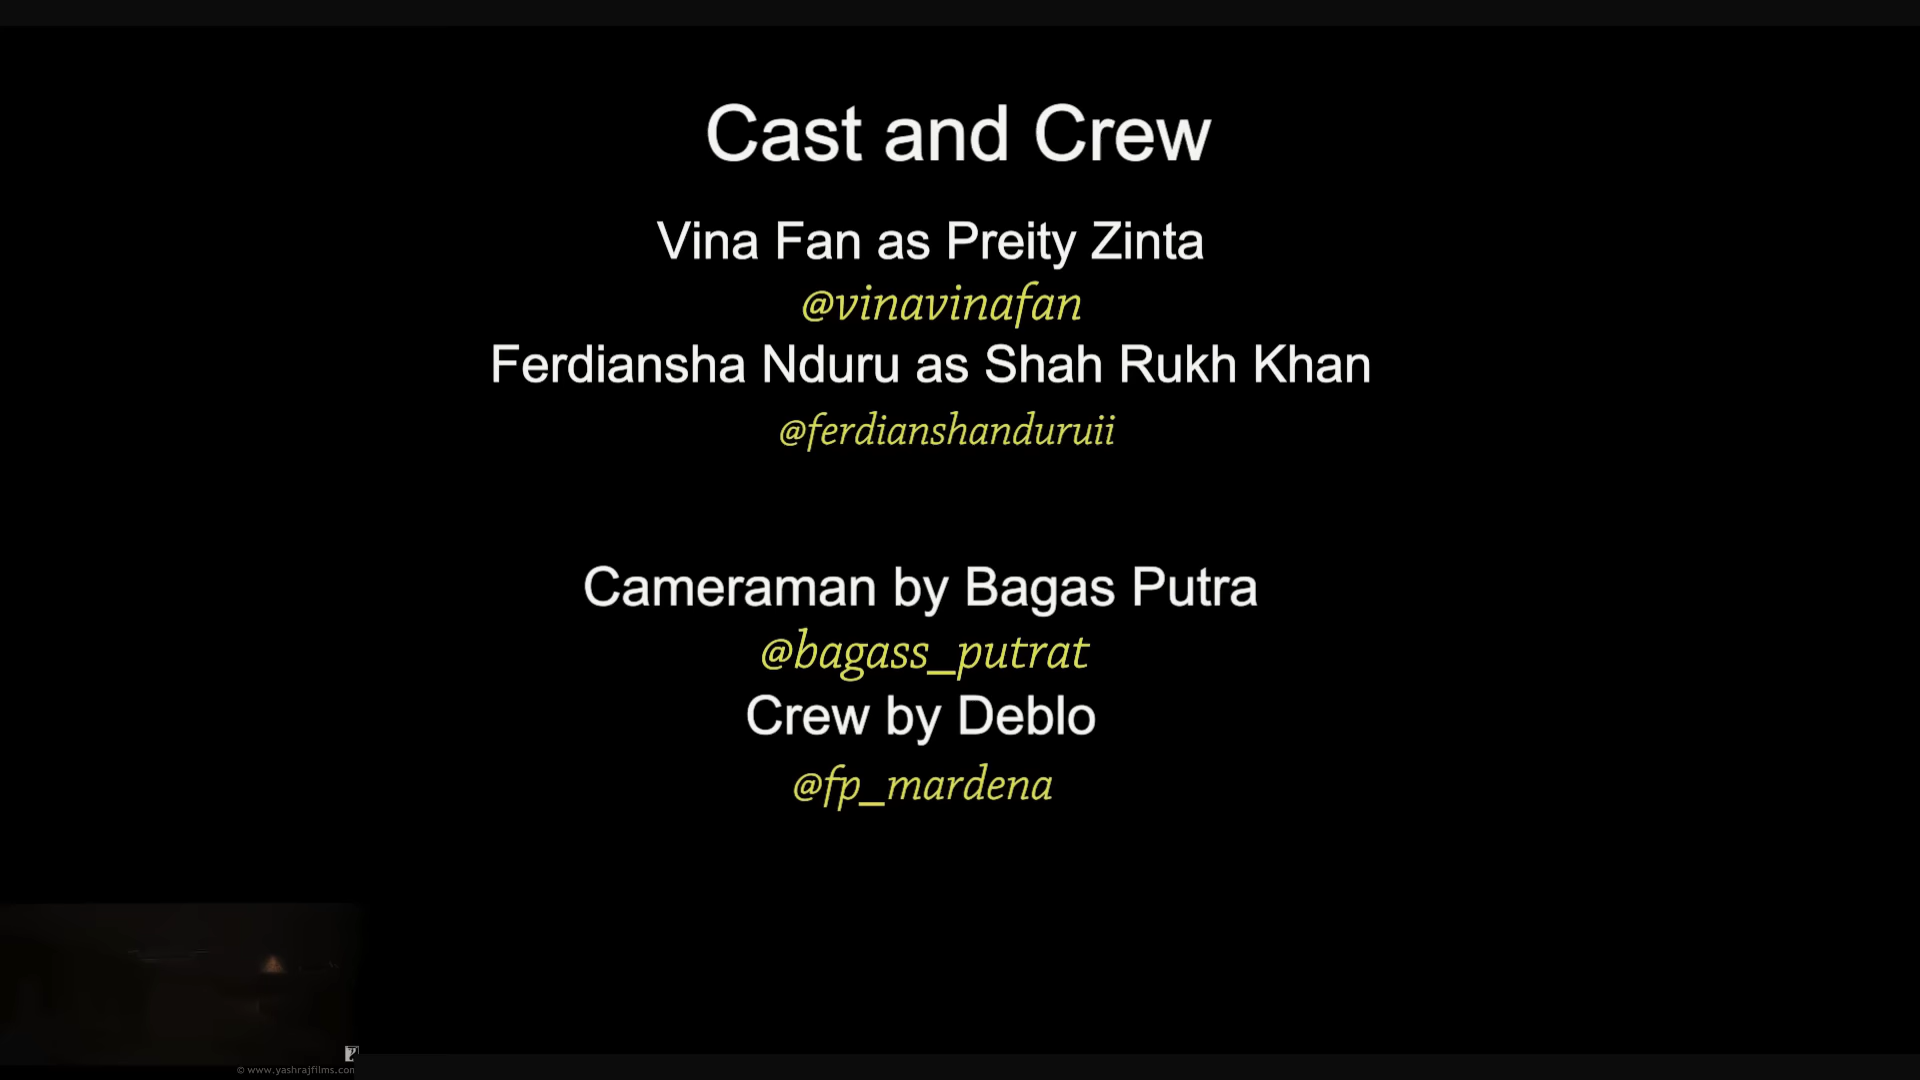 Cast and Crew
Vina Fan as Preity Zinta
@vinavinafan
Ferdiansha Nduru as Shah Rukh Khan
@ferdianshanduruii
Cameraman by Bagas Putra
@bagass_putrat
Crew by Deblo
@fp_mardena
© www.yashrajfilms.com